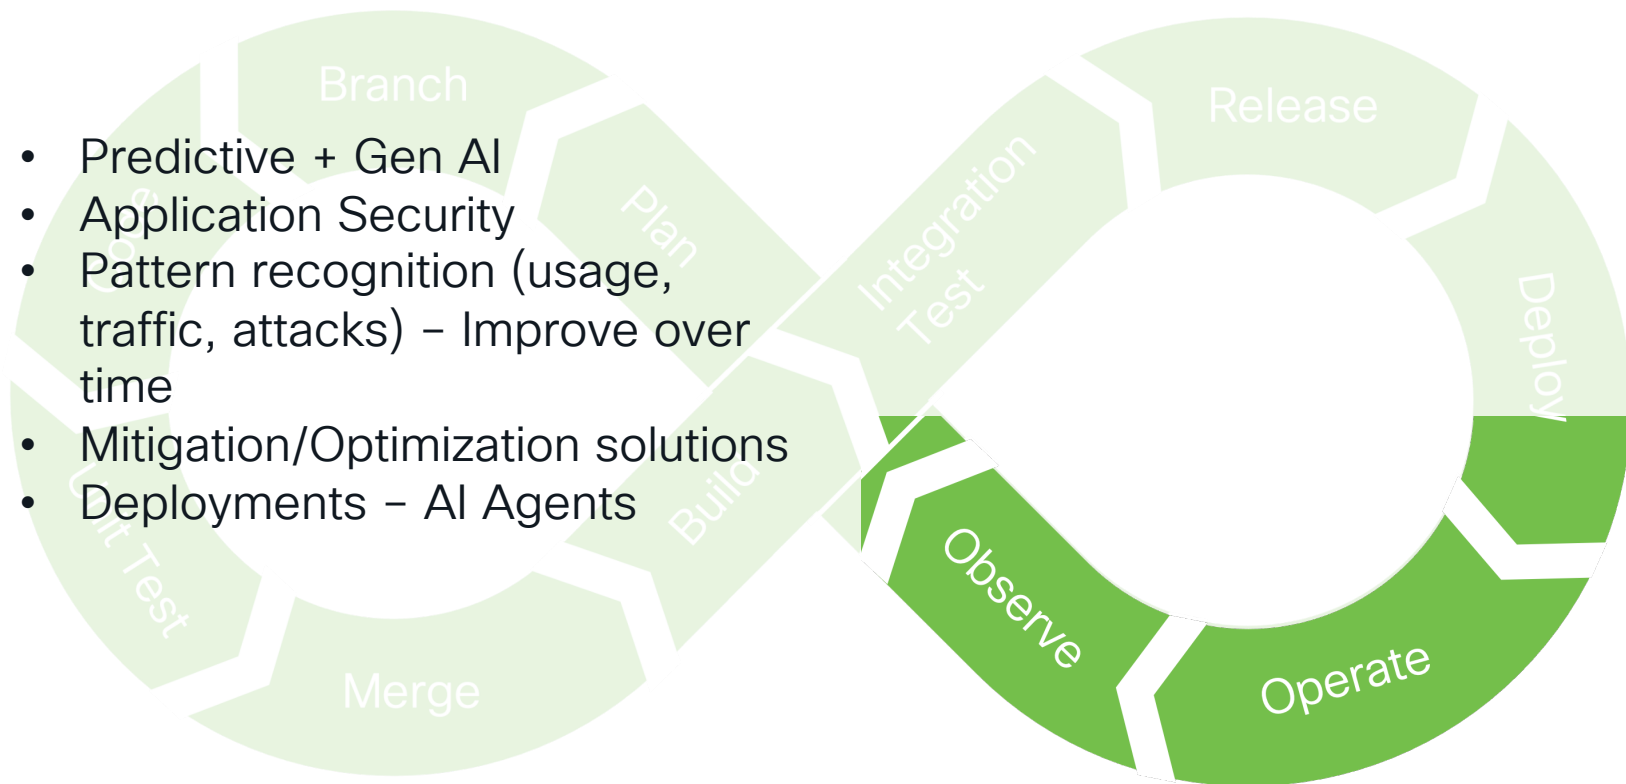 Branch
Release
• Predictive + Gen AI
• Application Security
• Pattern recognition (usage,
traffic, attacks) – Improve over
time
• Mitigation/Optimization solutions
• Deployments – AI Agents
Code
Plan
Integration
Test
Deploy
Unit Test
Build
Merge
Observe
Operate